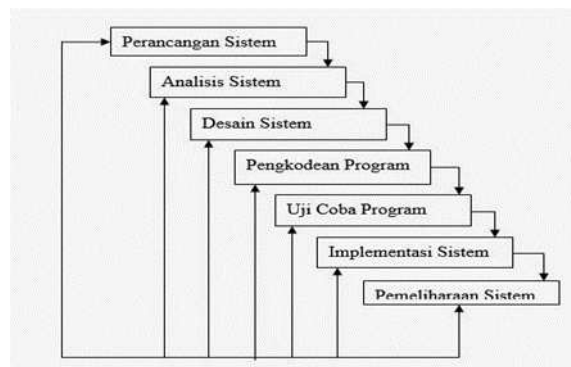 Perancangan Sistem
Analisis Sistem
Desain Sistem
Pengkodean Program
Uji Coba Program
Implementasi Sistem
Pemeliharaan Sistem